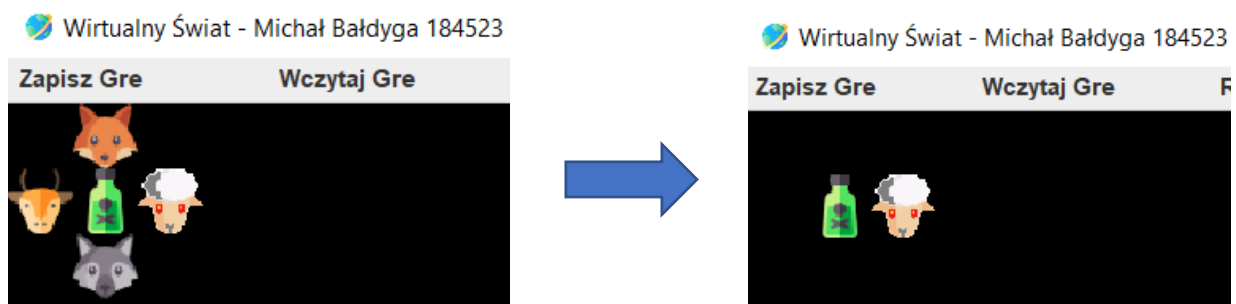 Wirtualny Świat - Michał Bałdyga 184523
Zapisz Gre Wczytaj Gre
Wirtualny Świat - Michał Bałdyga 184523
Zapisz Gre Wczytaj Gre